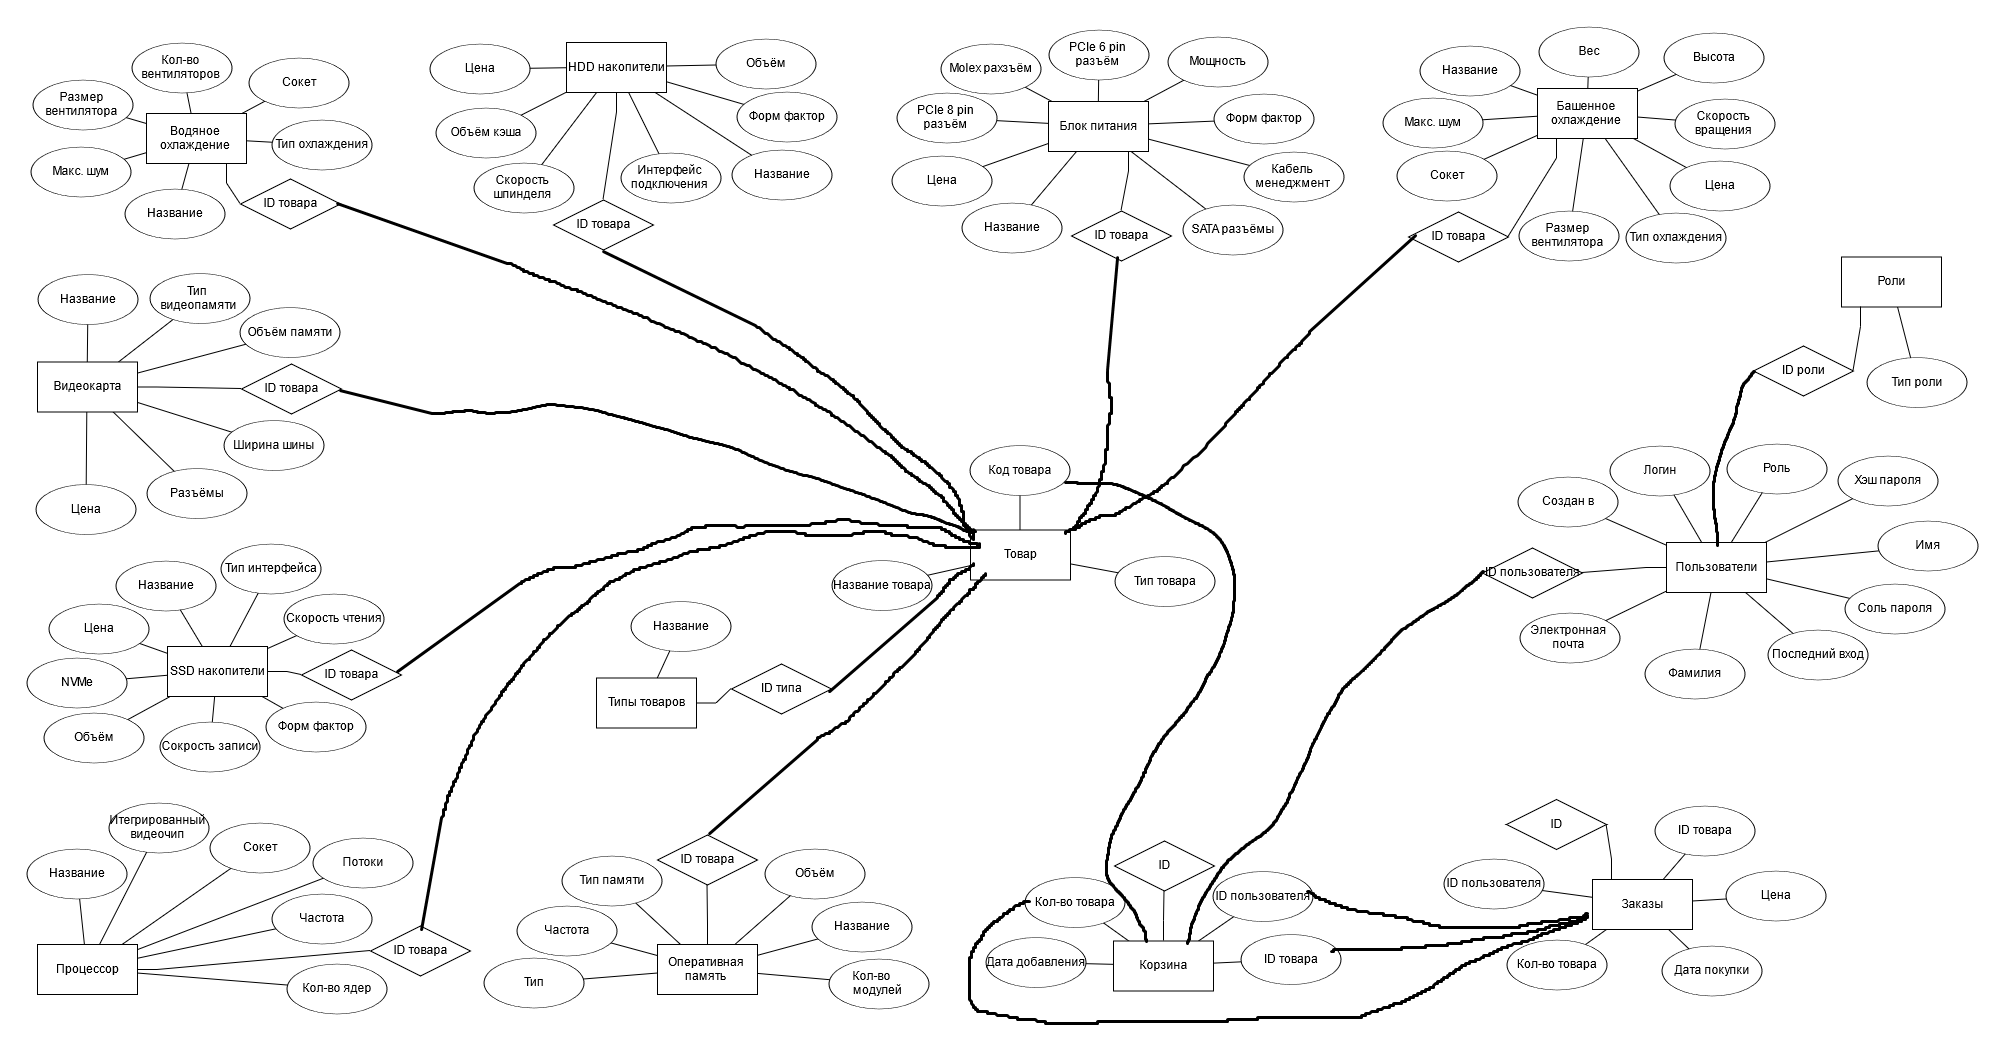 Кол-во
вентиляторов
Сокет
Размер
вентилятора
Водяное
охлаждение
Тип охлаждения
Макс. шум
Название
ID товара
Цена
HDD накопители
Объём
Объём кэша
Форм фактор
Скорость
шпинделя
Интерфейс
подключения
Название
ID товара
Molex рахзъём
PCIe 6 pin
разъём
Мощность
PCIe 8 pin
разъём
Блок питания
Форм фактор
Цена
Кабель
менеджмент
Название
ID товара
SATA разъёмы
Название
Вес
Высота
Макс. шум
Башенное
охлаждение
Скорость
вращения
Сокет
Цена
ID товара
Размер
вентилятора
Тип охлаждения
Роли
ID роли
Тип роли
Название
Тип
видеопамяти
Объём памяти
Видеокарта
ID товара
Ширина шины
Цена
Разъёмы
Код товара
Товар
Название товара
Тип товара
Создан в
Логин
Роль
Хэш пароля
Имя
ID пользователя
Пользователи
Соль пароля
Электронная
почта
Фамилия
Последний вход
Название
Тип интерфейса
Цена
Скорость чтения
SSD накопители
ID товара
NVMe
Объём
Сокрость записи
Форм фактор
Название
Типы товаров
ID типа
Итегрированный
видеочип
Название
Сокет
Потоки
Частота
Процессор
ID товара
Кол-во ядер
ID товара
Тип памяти
Объём
Частота
Название
Оперативная
память
Тип
Кол-во
модулей
ID
Кол-во товара
ID пользователя
Дата добавления
Корзина
ID товара
ID
ID товара
ID пользователя
Заказы
Цена
Кол-во товара
Дата покупки